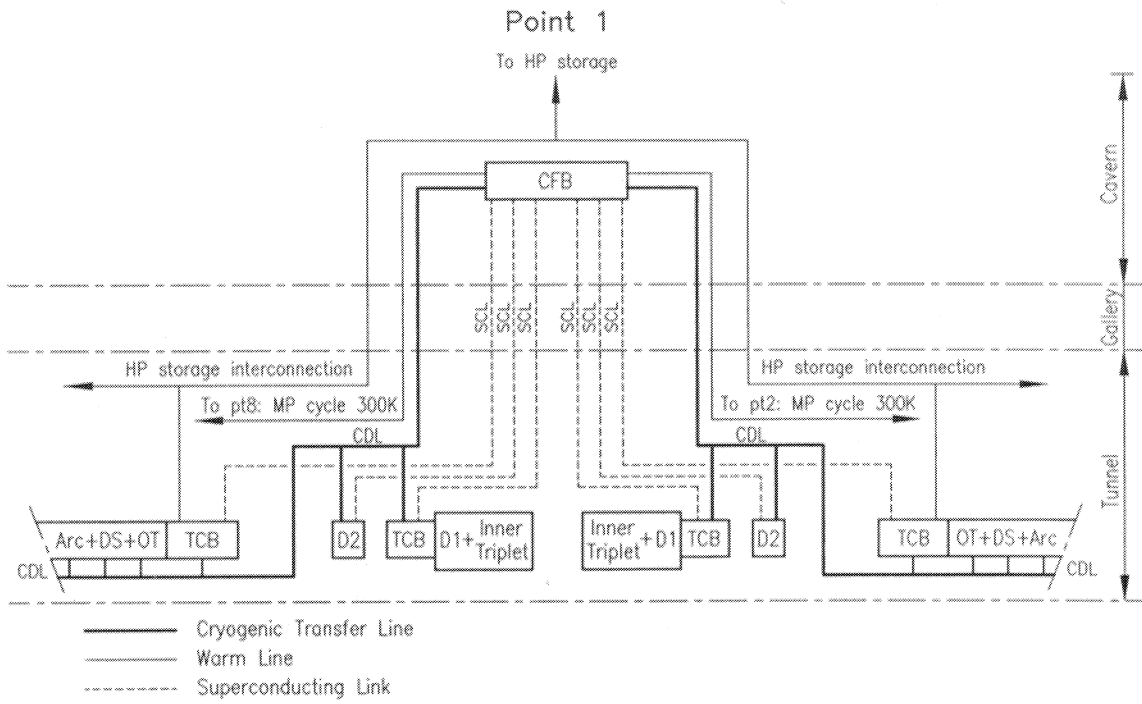 Point 1
To HP storage
CFB
Cavern
SCL
SCL
SCL
SCL
SCL
SCL
Gallery
HP storage interconnection
HP storage interconnection
To pt8: MP cycle 300K
To pt2: MP cycle 300K
CDL
CDL
Tunnel
Arc+DS+OT
TCB
D2
TCB
D1+
Inner
Triplet
Inner
Triplet
+D1
TCB
D2
TCB
OT+DS+Arc
CDL
CDL
Cryogenic Transfer Line
Warm Line
Superconducting Link